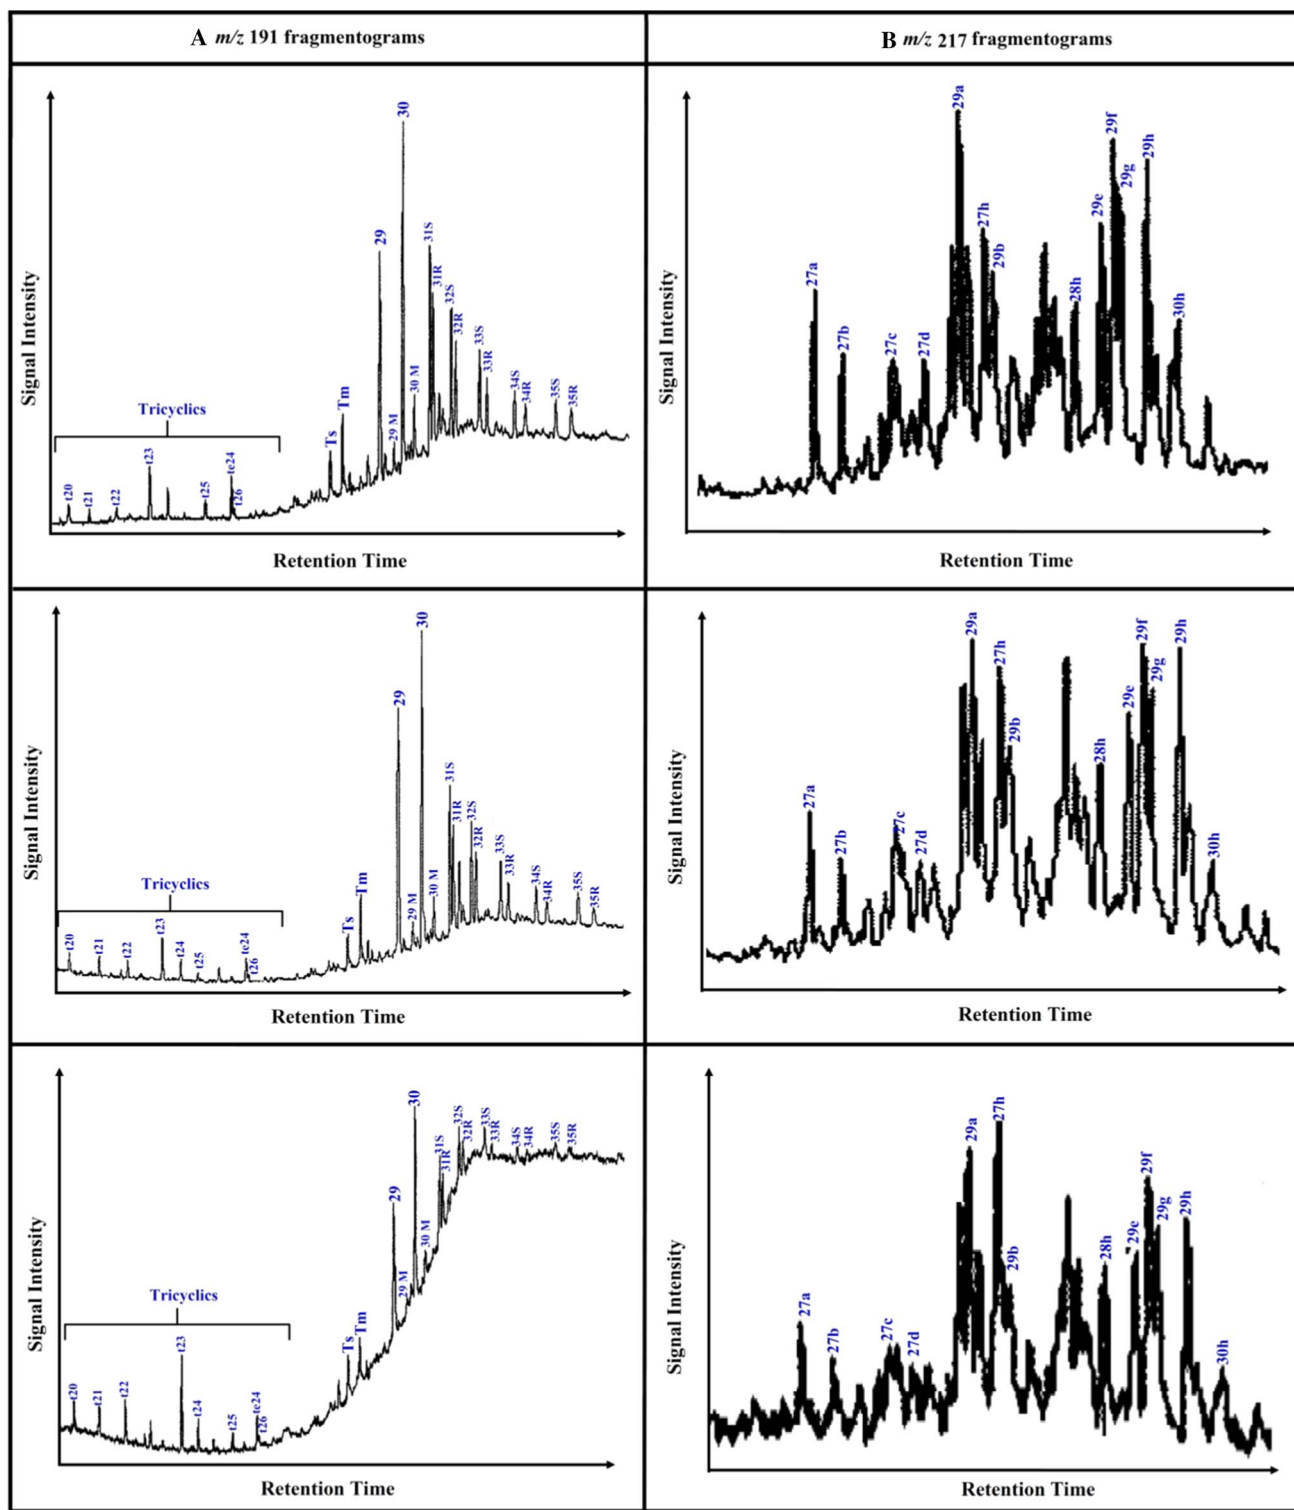 A m/z 191 fragmentograms
B m/z 217 fragmentograms
Signal Intensity
Tricyclics
t20
t21
t22
t23
t25
te24
t26
Ts
Tm
29
29 M
30
30 M
31S
31R
32S
32R
33S
33R
34S
34R
35S
35R
Retention Time
Signal Intensity
27a
27b
27c
27d
29a
27h
29b
28h
29e
29f
29g
29h
30h
Retention Time
Signal Intensity
Tricyclics
t20
t21
t22
t23
t24
t25
te24
t26
Ts
Tm
29
29 M
30
30 M
31S
31R
32S
32R
33S
33R
34S
34R
35S
35R
Retention Time
Signal Intensity
27a
27b
27c
27d
29a
27h
29b
28h
29e
29f
29g
29h
30h
Retention Time
Signal Intensity
Tricyclics
t20
t21
t22
t23
t24
t25
te24
t26
Ts
Tm
29
29 M
30
30 M
31S
31R
32S
32R
33S
33R
34S
34R
35S
35R
Retention Time
Signal Intensity
27a
27b
27c
27d
29a
27h
29b
28h
29e
29f
29g
29h
30h
Retention Time